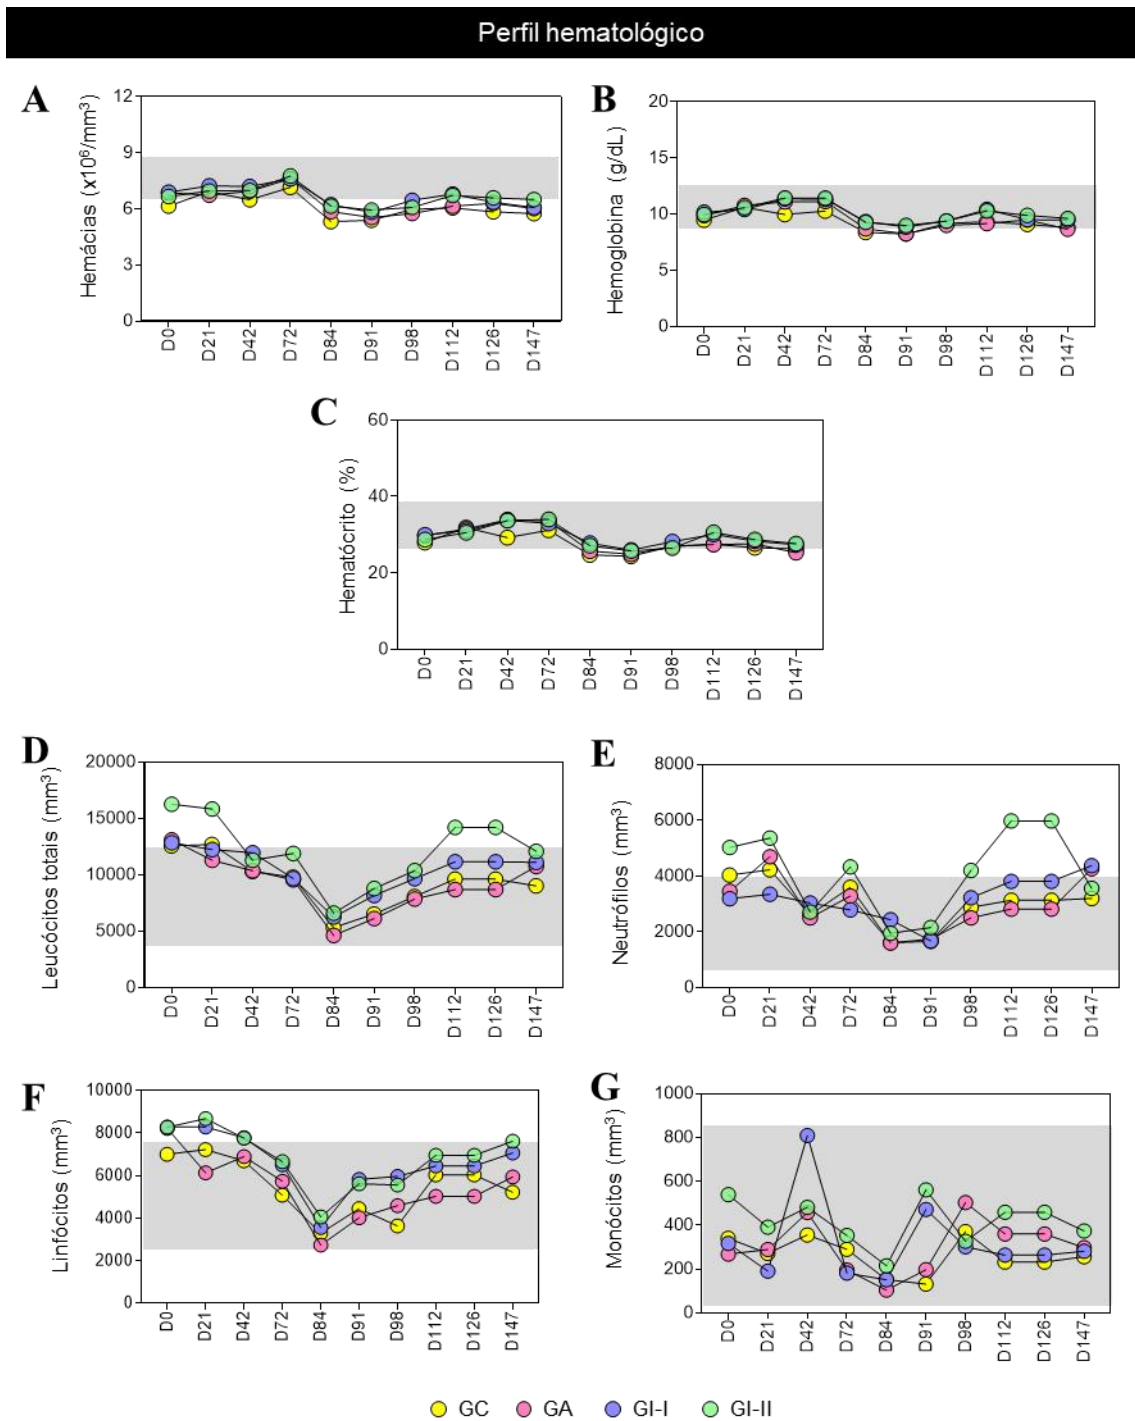 Perfil hematológico
A
Hemácias (x10⁶/mm³)
12
9
6
3
0
D0 D21 D42 D72 D84 D91 D98 D112 D126 D147
B
Hemoglobina (g/dL)
20
15
10
5
0
D0 D21 D42 D72 D84 D91 D98 D112 D126 D147
C
Hematócrito (%)
60
40
20
0
D0 D21 D42 D72 D84 D91 D98 D112 D126 D147
D
Leucócitos totais (mm³)
20000
15000
10000
5000
0
D0 D21 D42 D72 D84 D91 D98 D112 D126 D147
E
Neutrófilos (mm³)
8000
6000
4000
2000
0
D0 D21 D42 D72 D84 D91 D98 D112 D126 D147
F
Linfócitos (mm³)
10000
8000
6000
4000
2000
0
D0 D21 D42 D72 D84 D91 D98 D112 D126 D147
G
Monócitos (mm³)
1000
800
600
400
200
0
D0 D21 D42 D72 D84 D91 D98 D112 D126 D147
GC GA GI-I GI-II